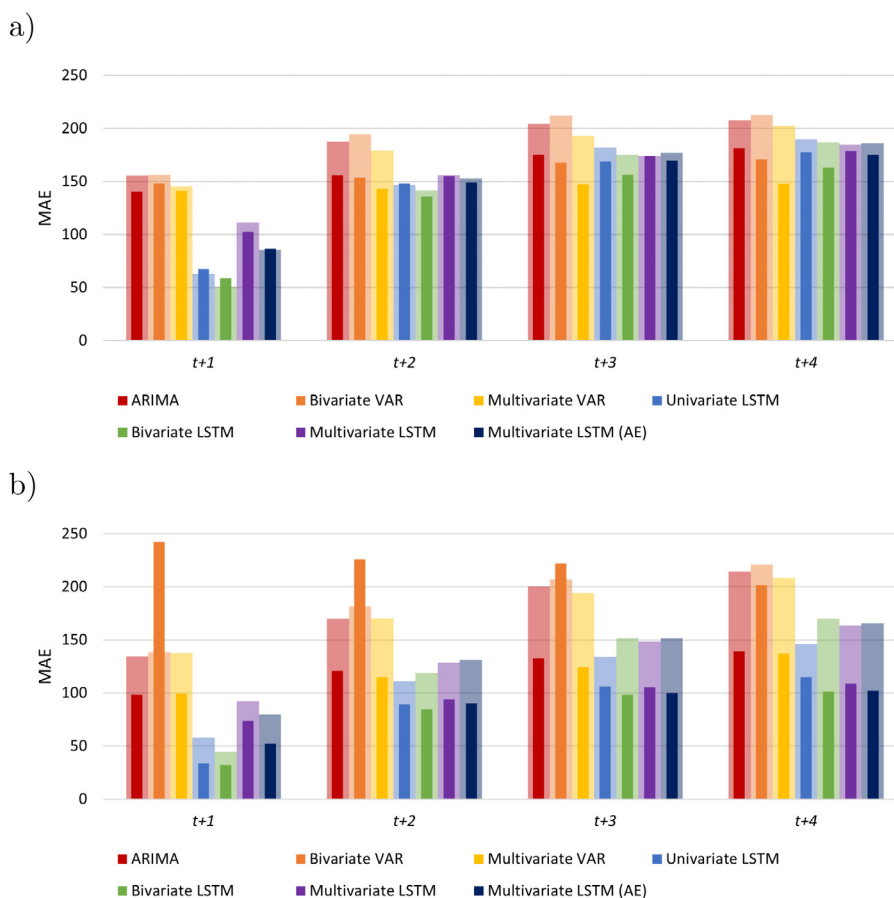 a)
250
200
150
100
50
0
MAE
t+1 t+2 t+3 t+4
ARIMA Bivariate VAR Multivariate VAR Univariate LSTM
Bivariate LSTM Multivariate LSTM Multivariate LSTM (AE)
b)
250
200
150
100
50
0
MAE
t+1 t+2 t+3 t+4
ARIMA Bivariate VAR Multivariate VAR Univariate LSTM
Bivariate LSTM Multivariate LSTM Multivariate LSTM (AE)